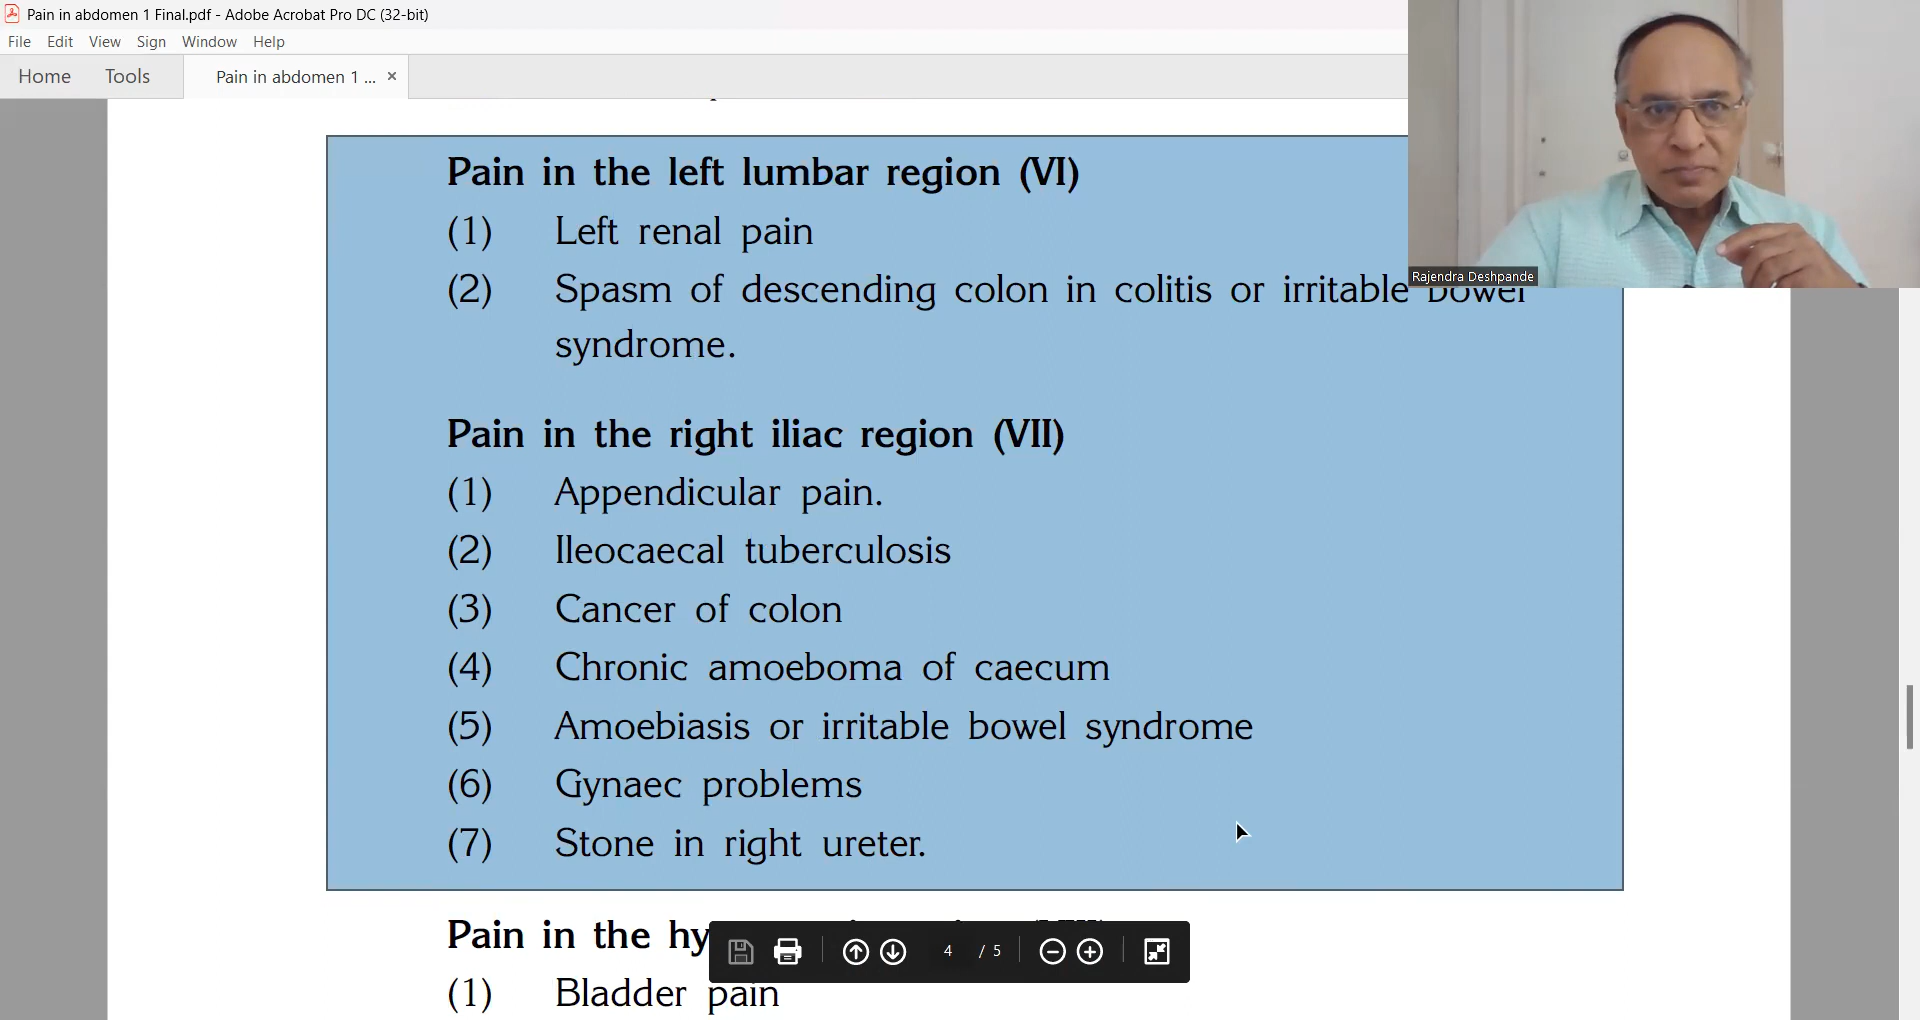 Pain in abdomen 1 Final.pdf - Adobe Acrobat Pro DC (32-bit)
File Edit View Sign Window Help
Home Tools Pain in abdomen 1 ... ×
Rajendra Deshpande
Pain in the left lumbar region (VI)
(1) Left renal pain
(2) Spasm of descending colon in colitis or irritable bowel
syndrome.
Pain in the right iliac region (VII)
(1) Appendicular pain.
(2) Ileocaecal tuberculosis
(3) Cancer of colon
(4) Chronic amoeboma of caecum
(5) Amoebiasis or irritable bowel syndrome
(6) Gynaec problems
(7) Stone in right ureter.
Pain in the
4 / 5
(1) Bladder pain